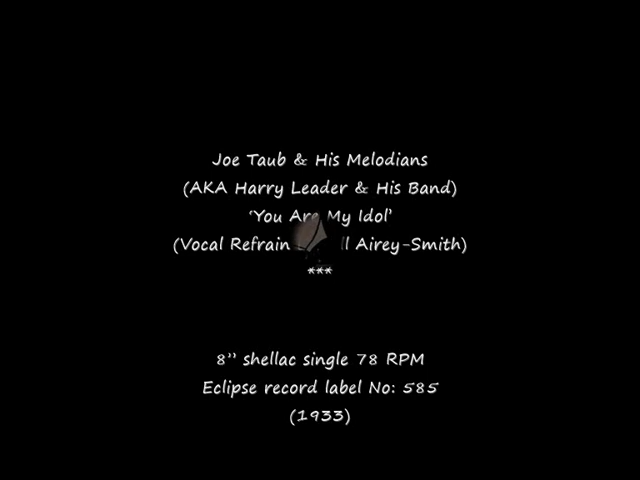 Joe Taub & His Melodians
(AKA Harry Leader & His Band)
‘You Are My Idol’
(Vocal Refrain Airey-Smith)
***
8” shellac single 78 RPM
Eclipse record label No: 585
(1933)